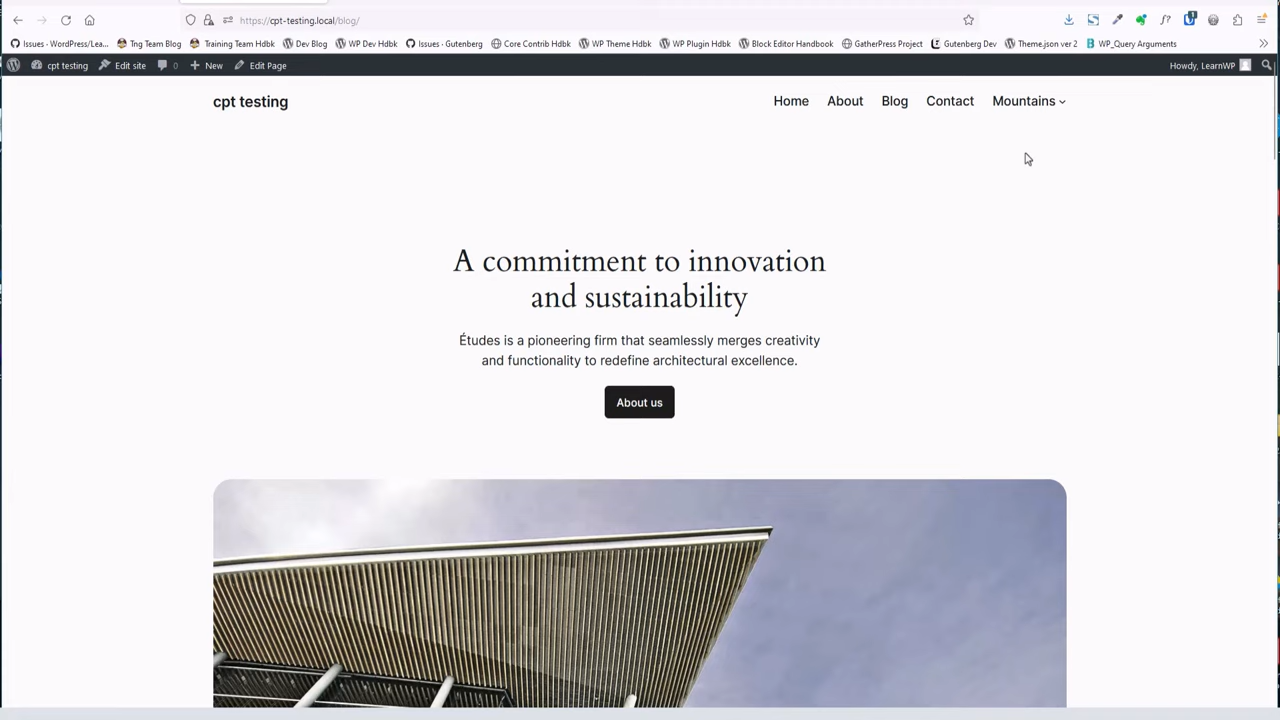 https://cpt-testing.local/blog/
Issues - WordPress/Lea...
Tng Team Blog
Training Team Hdbk
Dev Blog
WP Dev Hdbk
Issues · Gutenberg
Core Contrib Hdbk
WP Theme Hdbk
WP Plugin Hdbk
Block Editor Handbook
GatherPress Project
Gutenberg Dev
Theme.json ver 2
WP_Query Arguments
cpt testing
Edit site
0
New
Edit Page
Howdy, LearnWP
cpt testing
Home
About
Blog
Contact
Mountains
A commitment to innovation
and sustainability
Études is a pioneering firm that seamlessly merges creativity
and functionality to redefine architectural excellence.
About us